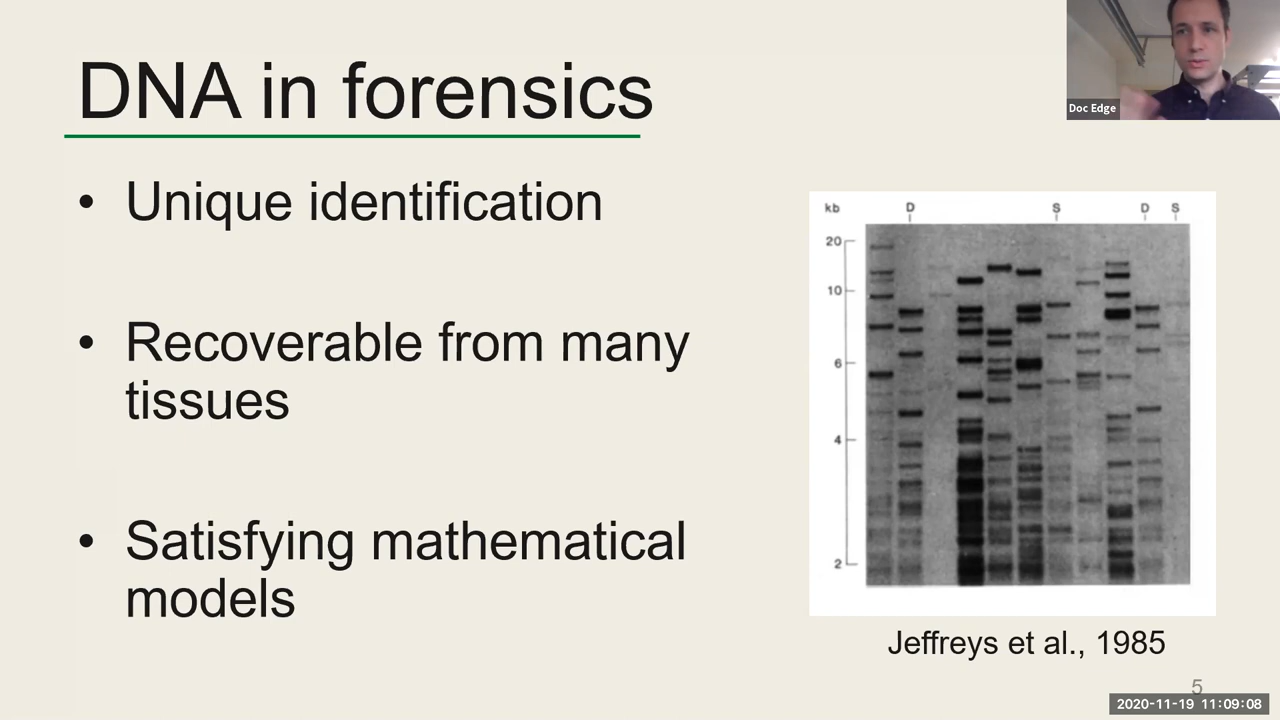 DNA in forensics
Doc Edge
• Unique identification
• Recoverable from many
tissues
• Satisfying mathematical
models
kb D S D S
20
10
6
4
2
Jeffreys et al., 1985
5
2020-11-19 11:09:08